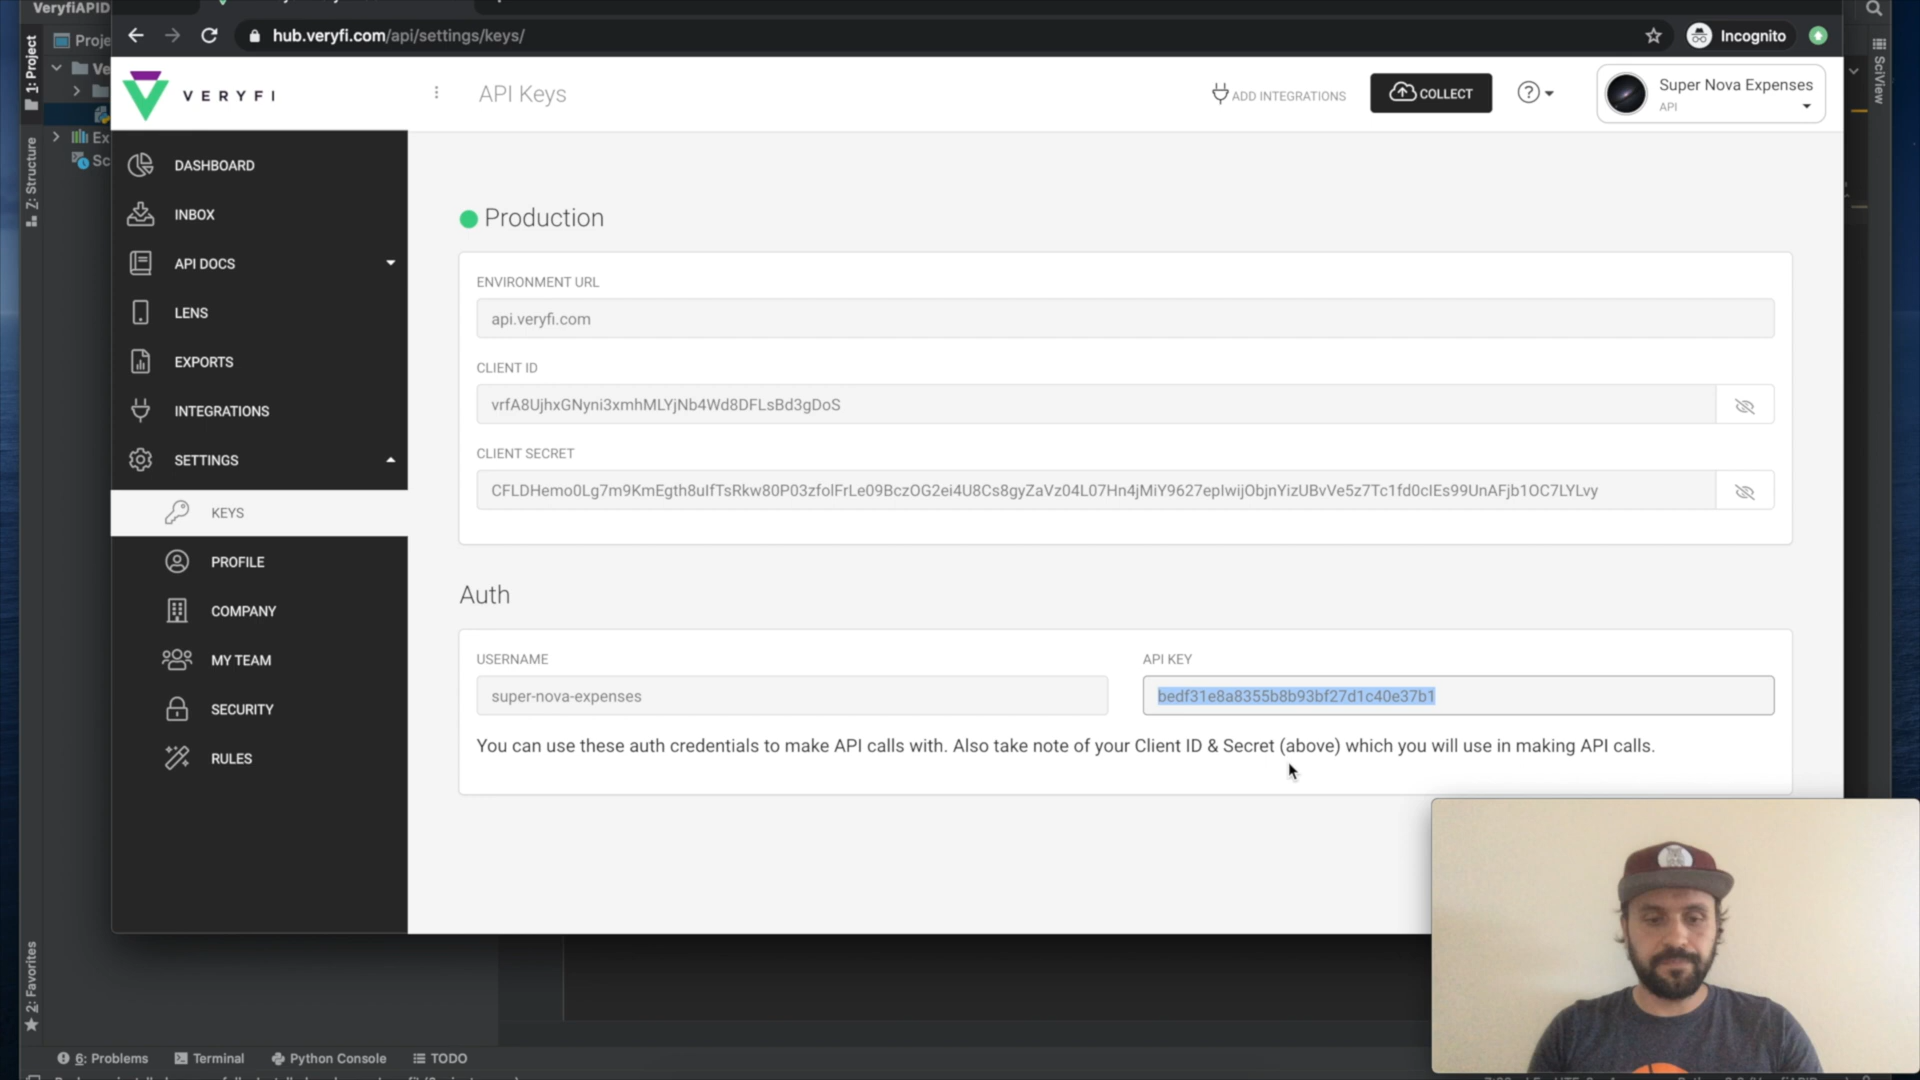 VeryfiAPID
hub.veryfi.com/api/settings/keys/
Incognito
1: Project
Proje
Ve
Ex
Sc
Z: Structure
SciView
VERYFI
API Keys
ADD INTEGRATIONS
COLLECT
?
Super Nova Expenses
API
DASHBOARD
INBOX
API DOCS
LENS
EXPORTS
INTEGRATIONS
SETTINGS
KEYS
PROFILE
COMPANY
MY TEAM
SECURITY
RULES
Production
ENVIRONMENT URL
api.veryfi.com
CLIENT ID
vrfA8UjhxGNyni3xmhMLYjNb4Wd8DFLsBd3gDoS
CLIENT SECRET
Auth
USERNAME
super-nova-expenses
API KEY
bedf31e8a8355b8b93bf27d1c40e37b1
You can use these auth credentials to make API calls with. Also take note of your Client ID & Secret (above) which you will use in making API calls.
2: Favorites
6: Problems
Terminal
Python Console
TODO